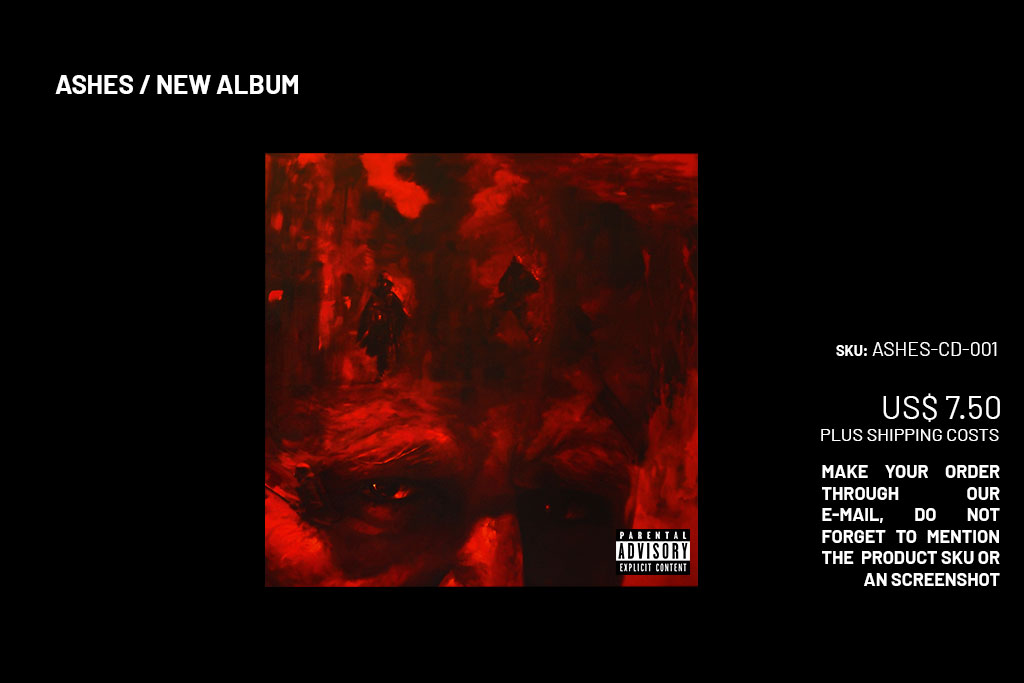 ASHES / NEW ALBUM
SKU: ASHES-CD-001
US$ 7.50
PLUS SHIPPING COSTS
MAKE YOUR ORDER
THROUGH OUR
E-MAIL, DO NOT
FORGET TO MENTION
THE PRODUCT SKU OR
AN SCREENSHOT
PARENTAL
ADVISORY
EXPLICIT CONTENT